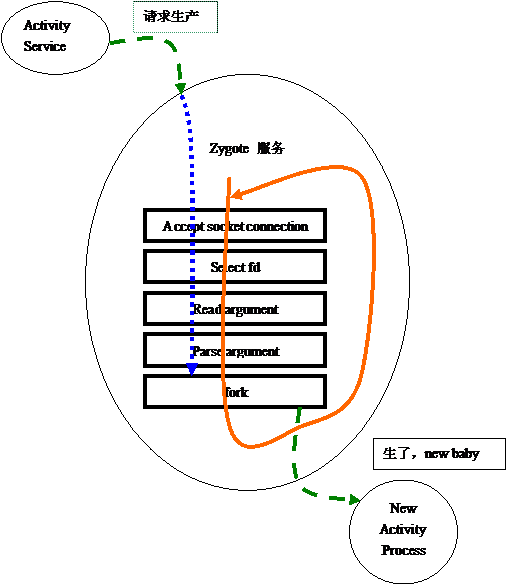 Activity
Service
请求生产
Zygote 服务
Accept socket connection
Select fd
Read argument
Parse argument
fork
生了，new baby
New
Activity
Process